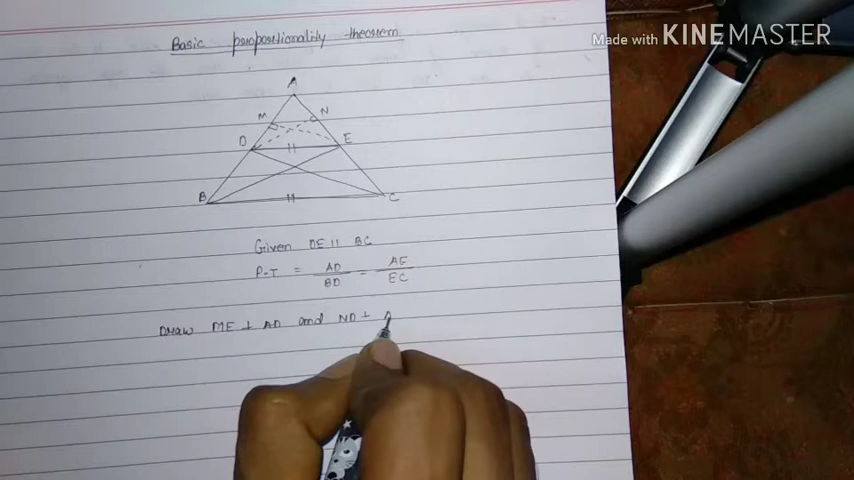 Basic proportionality theorem
Made with KINEMASTER
A
M N
D E
B C
Given DE || BC
P.T = AD/BD = AE/EC
Draw ME ⊥ AD and ND ⊥ A